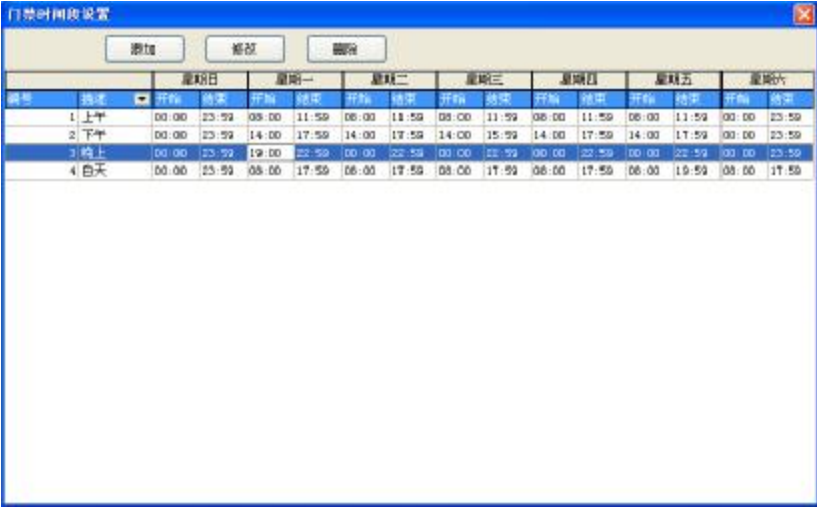 门禁时间段设置
添加 修改 删除
星期日 星期一 星期二 星期三 星期四 星期五 星期六
编号 描述 开始 结束 开始 结束 开始 结束 开始 结束 开始 结束 开始 结束 开始 结束
1 上午 00:00 23:59 08:00 11:59 08:00 11:59 08:00 11:59 08:00 11:59 08:00 11:59 00:00 23:59
2 下午 00:00 23:59 14:00 17:59 14:00 17:59 14:00 15:59 14:00 17:59 14:00 17:59 00:00 23:59
3 晚上 00:00 23:59 19:00 22:59 00:00 22:59 00:00 22:59 00:00 22:59 00:00 22:59 00:00 23:59
4 白天 00:00 23:59 08:00 17:59 08:00 17:59 08:00 17:59 08:00 17:59 08:00 19:59 08:00 17:59